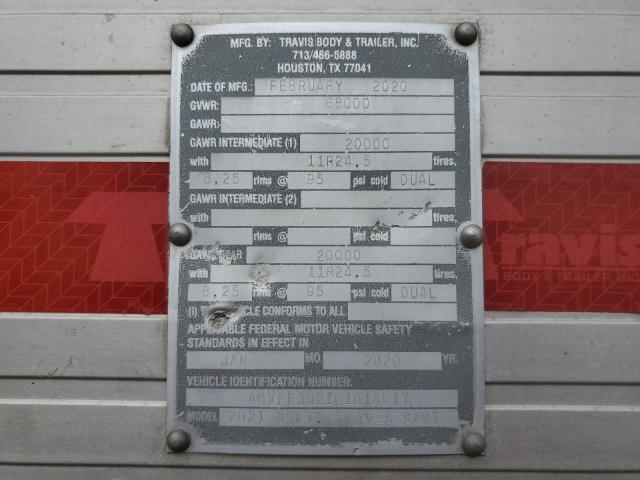 MFG. BY: TRAVIS BODY & TRAILER, INC.
713/466-5888
HOUSTON, TX 77041
DATE OF MFG.: FEBRUARY 2020
GVWR: 68000
GAWR:
GAWR INTERMEDIATE (1) 20000
with 11R24.5 tires,
8.25 rims @ 95 psi cold DUAL
GAWR INTERMEDIATE (2)
with tires,
rims @ psi cold
REAR 20000
with 11R24.5 tires,
8.25 rims @ 95 psi cold DUAL
(I) VEHICLE CONFORMS TO ALL
APPLICABLE FEDERAL MOTOR VEHICLE SAFETY
STANDARDS IN EFFECT IN
JAN MO. 2020 YR.
VEHICLE IDENTIFICATION NUMBER:
MODEL 2021 TRAVIS
Travis
BODY & TRAILER